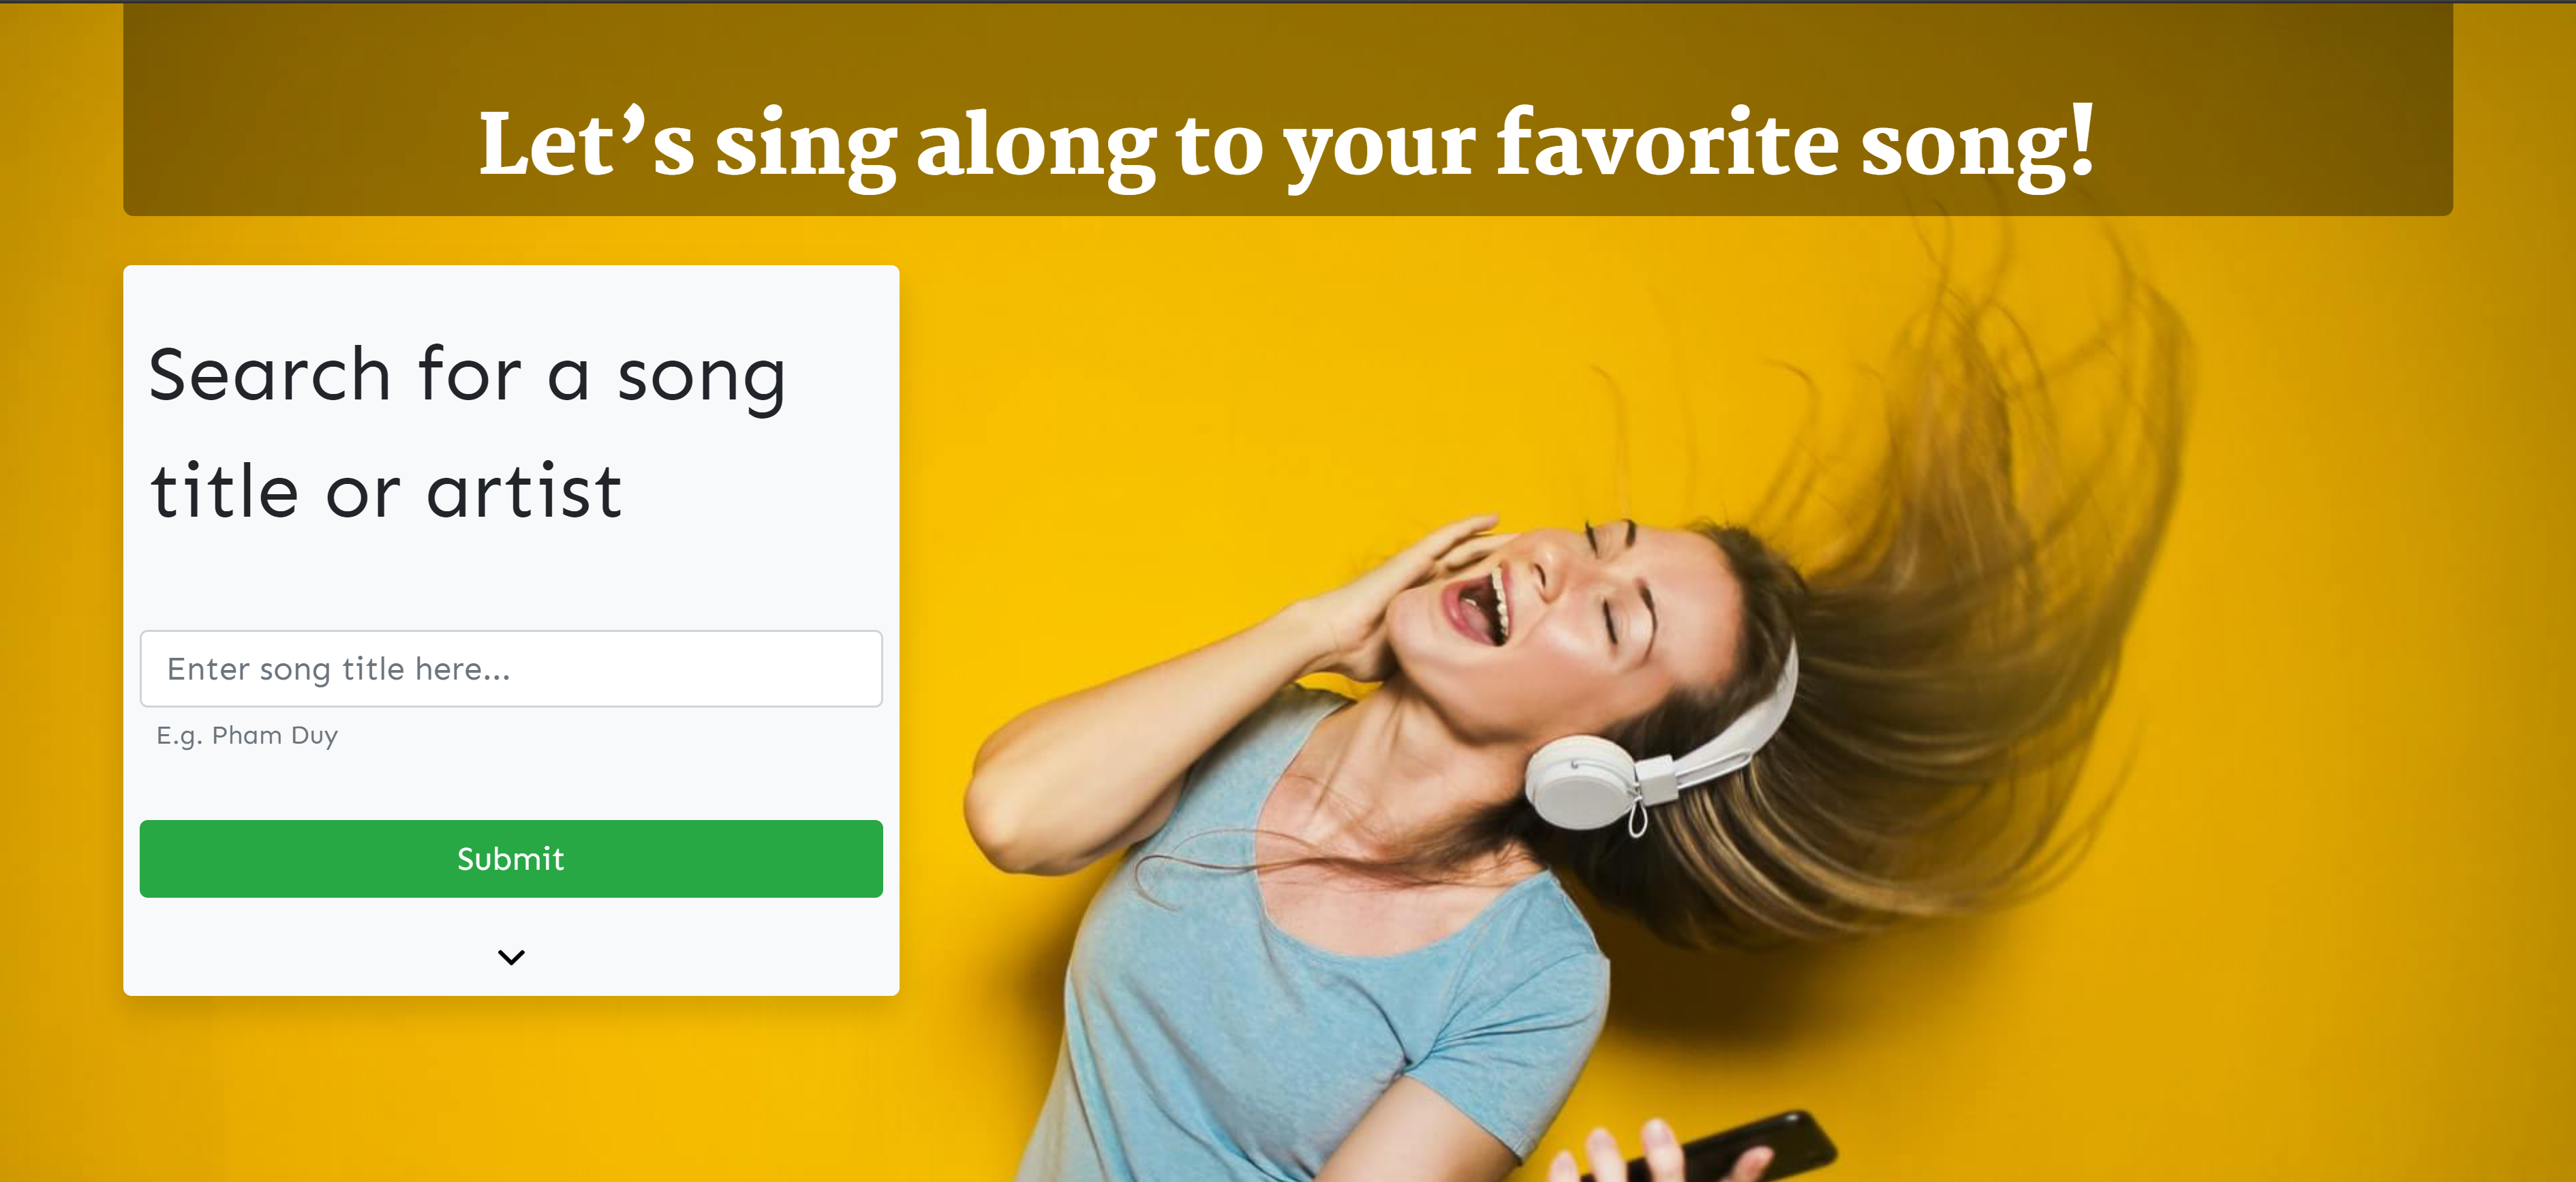 Let’s sing along to your favorite song!
Search for a song
title or artist
Enter song title here...
E.g. Pham Duy
Submit